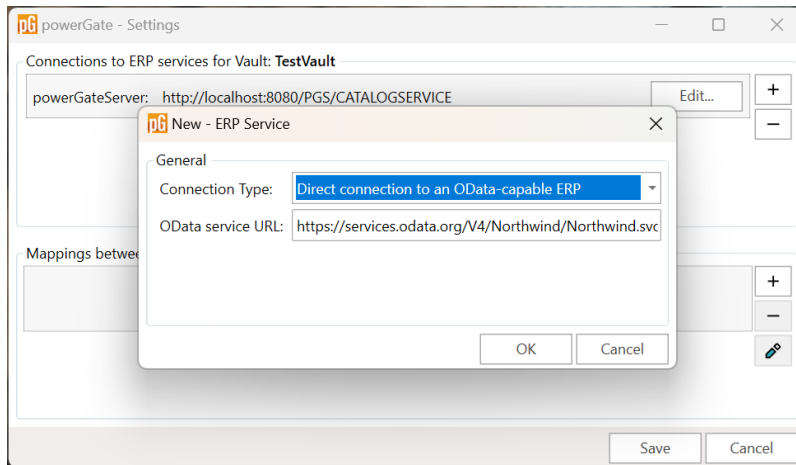 pG powerGate - Settings
Connections to ERP services for Vault: TestVault
powerGateServer: http://localhost:8080/PGS/CATALOGSERVICE Edit...
pG New - ERP Service
General
Connection Type: Direct connection to an OData-capable ERP
OData service URL: https://services.odata.org/V4/Northwind/Northwind.svc
Mappings
OK Cancel
Save Cancel